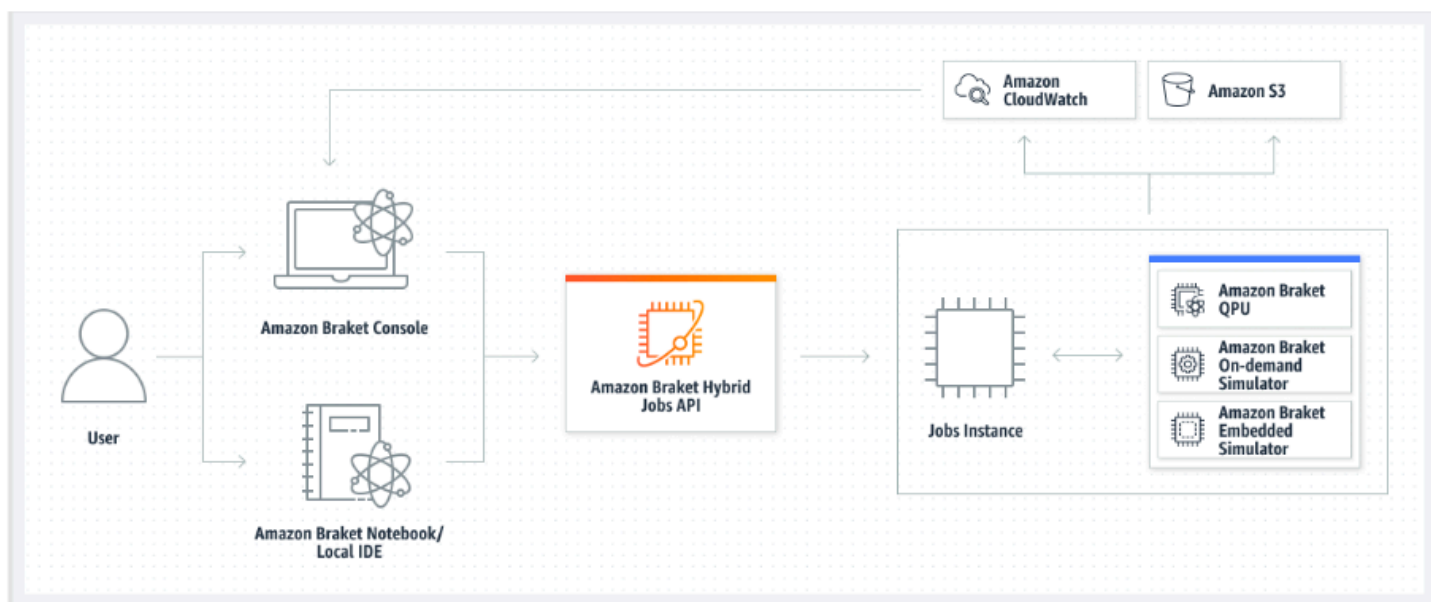 Amazon
CloudWatch
Amazon S3
Amazon Braket Console
User
Amazon Braket Notebook/
Local IDE
Amazon Braket Hybrid
Jobs API
Jobs Instance
Amazon Braket
QPU
Amazon Braket
On-demand
Simulator
Amazon Braket
Embedded
Simulator